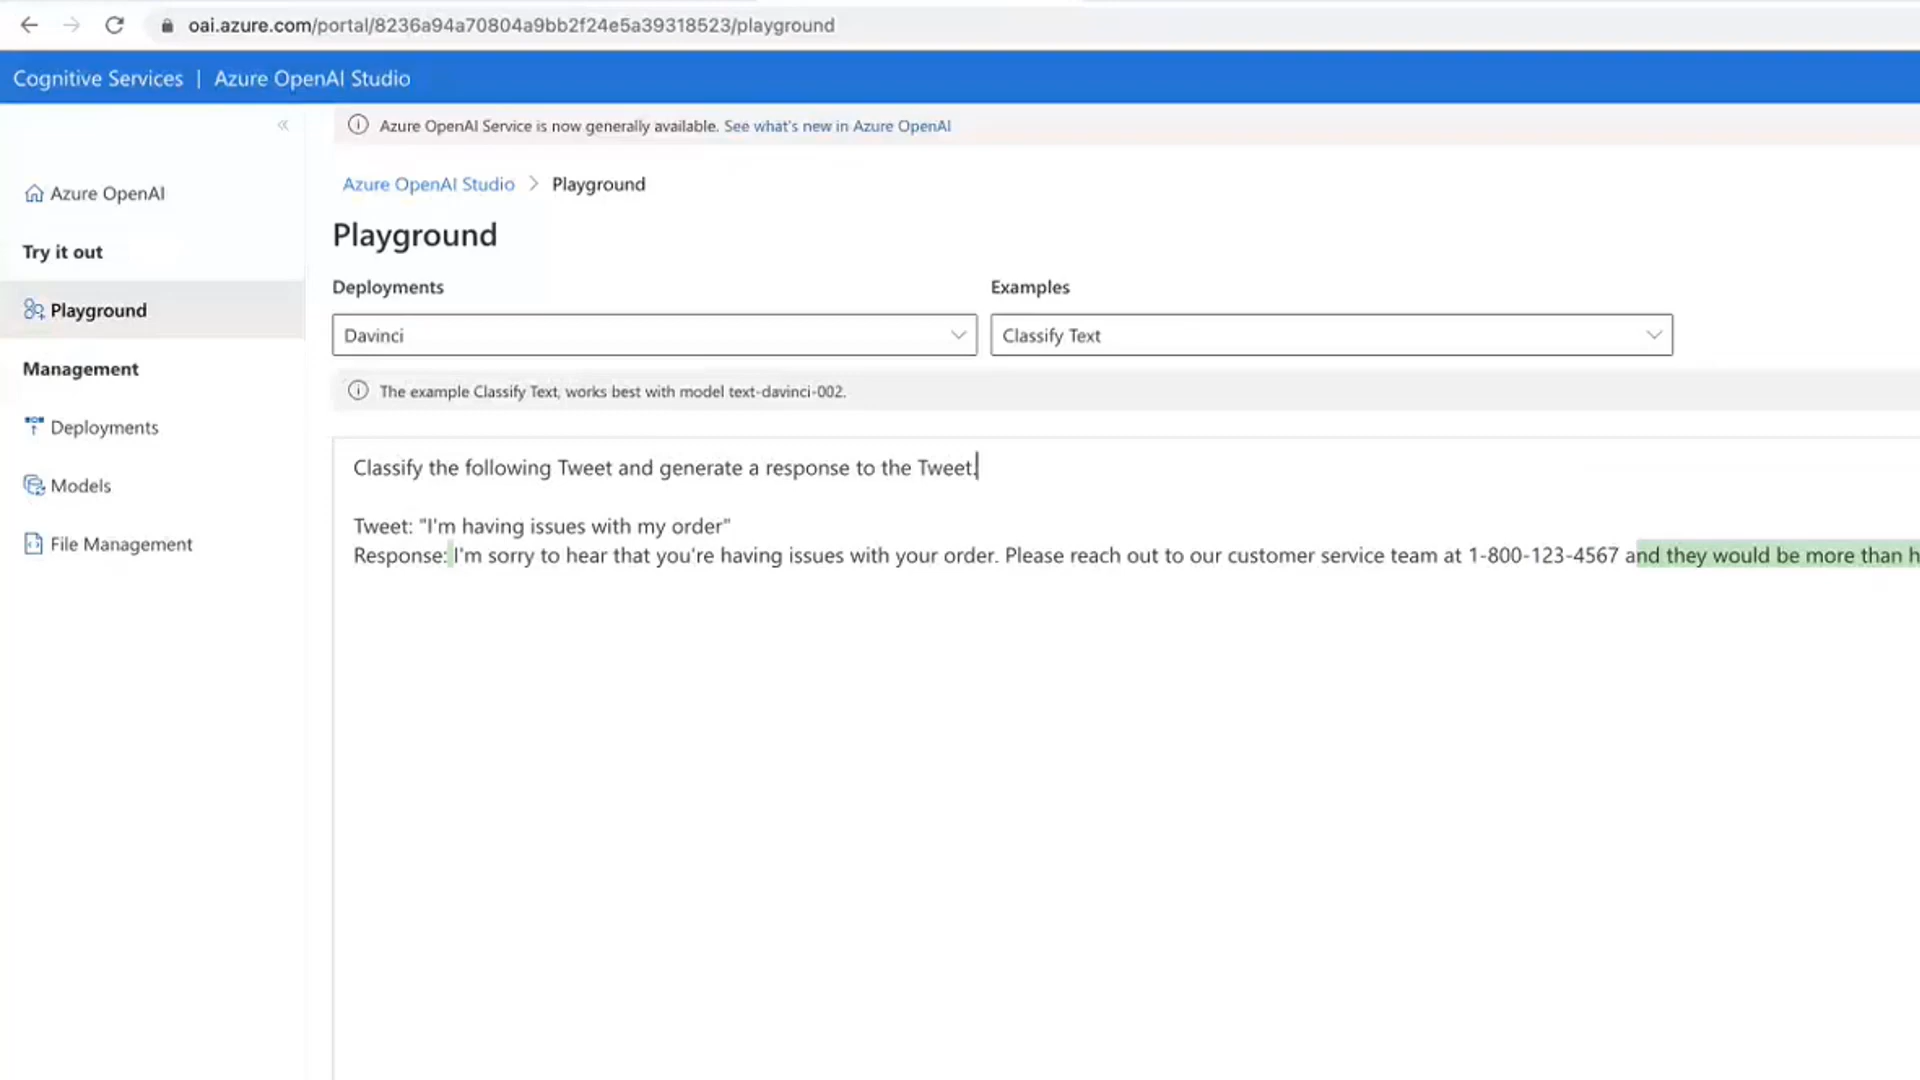 oai.azure.com/portal/8236a94a70804a9bb2f24e5a39318523/playground
Cognitive Services | Azure OpenAI Studio
Azure OpenAI Service is now generally available. See what's new in Azure OpenAI
Azure OpenAI
Try it out
Playground
Management
Deployments
Models
File Management
Azure OpenAI Studio > Playground
Playground
Deployments
Davinci
Examples
Classify Text
The example Classify Text, works best with model text-davinci-002.
Classify the following Tweet and generate a response to the Tweet.
Tweet: "I'm having issues with my order"
Response: I'm sorry to hear that you're having issues with your order. Please reach out to our customer service team at 1-800-123-4567 and they would be more than h